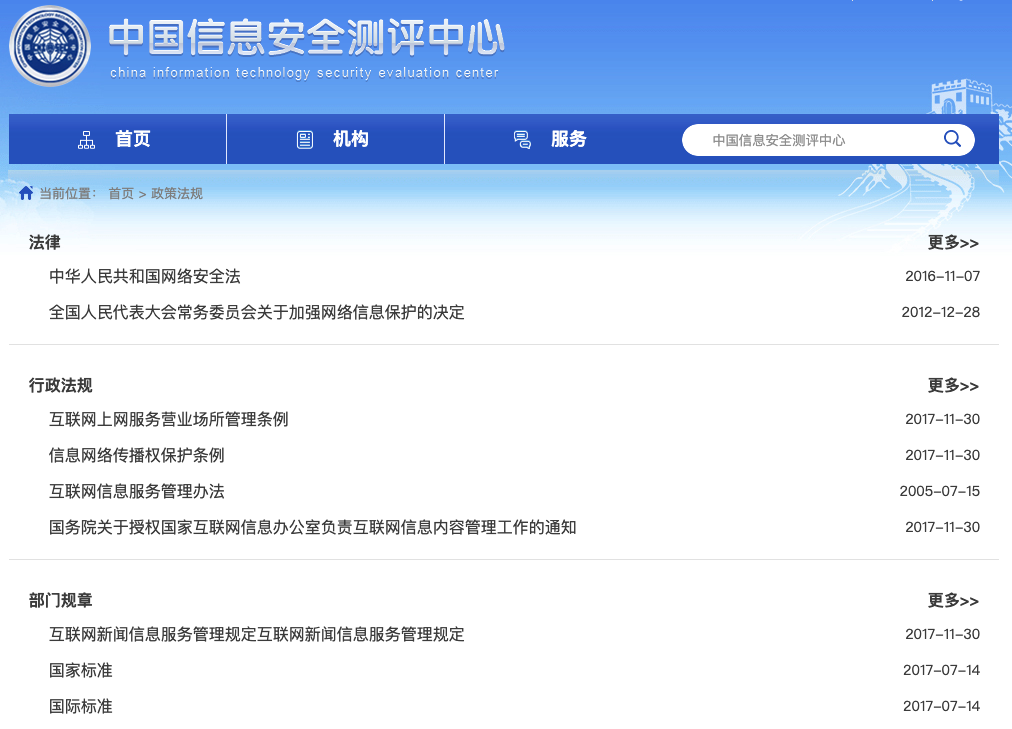 中国信息安全测评中心
china information technology security evaluation center
首页 机构 服务 中国信息安全测评中心
当前位置： 首页 > 政策法规
法律 更多>>
中华人民共和国网络安全法 2016-11-07
全国人民代表大会常务委员会关于加强网络信息保护的决定 2012-12-28
行政法规 更多>>
互联网上网服务营业场所管理条例 2017-11-30
信息网络传播权保护条例 2017-11-30
互联网信息服务管理办法 2005-07-15
国务院关于授权国家互联网信息办公室负责互联网信息内容管理工作的通知 2017-11-30
部门规章 更多>>
互联网新闻信息服务管理规定互联网新闻信息服务管理规定 2017-11-30
国家标准 2017-07-14
国际标准 2017-07-14